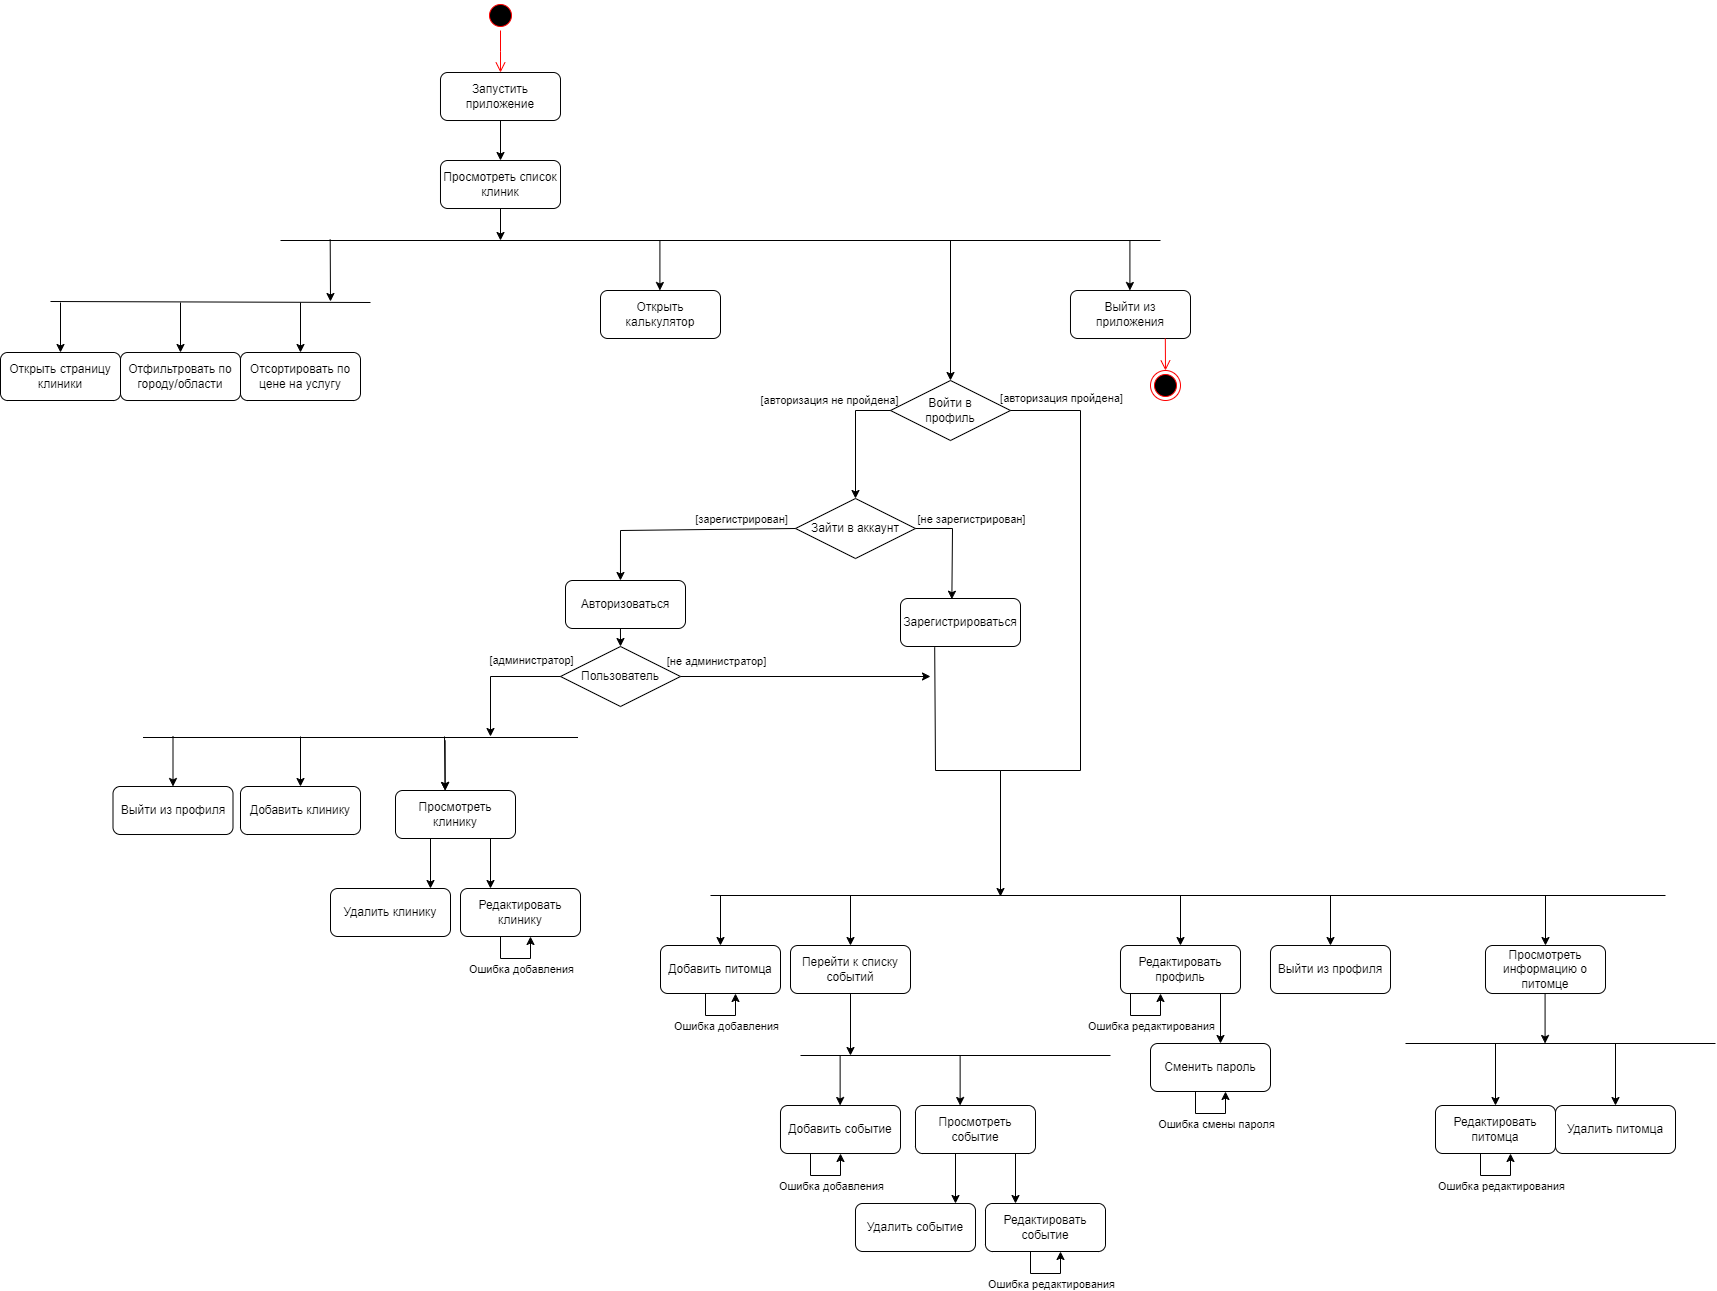 Запустить
приложение
Просмотреть список
клиник
Открыть
калькулятор
Выйти из
приложения
Открыть страницу
клиники
Отфильтровать по
городу/области
Отсортировать по
цене на услугу
[авторизация не пройдена]
Войти в
профиль
[авторизация пройдена]
[зарегистрирован]
Зайти в аккаунт
[не зарегистрирован]
Авторизоваться
Зарегистрироваться
[администратор]
Пользователь
[не администратор]
Выйти из профиля
Добавить клинику
Просмотреть
клинику
Удалить клинику
Редактировать
клинику
Ошибка добавления
Добавить питомца
Ошибка добавления
Перейти к списку
событий
Редактировать
профиль
Ошибка редактирования
Выйти из профиля
Просмотреть
информацию о
питомце
Сменить пароль
Ошибка смены пароля
Добавить событие
Ошибка добавления
Просмотреть
событие
Редактировать
питомца
Ошибка редактирования
Удалить питомца
Удалить событие
Редактировать
событие
Ошибка редактирования